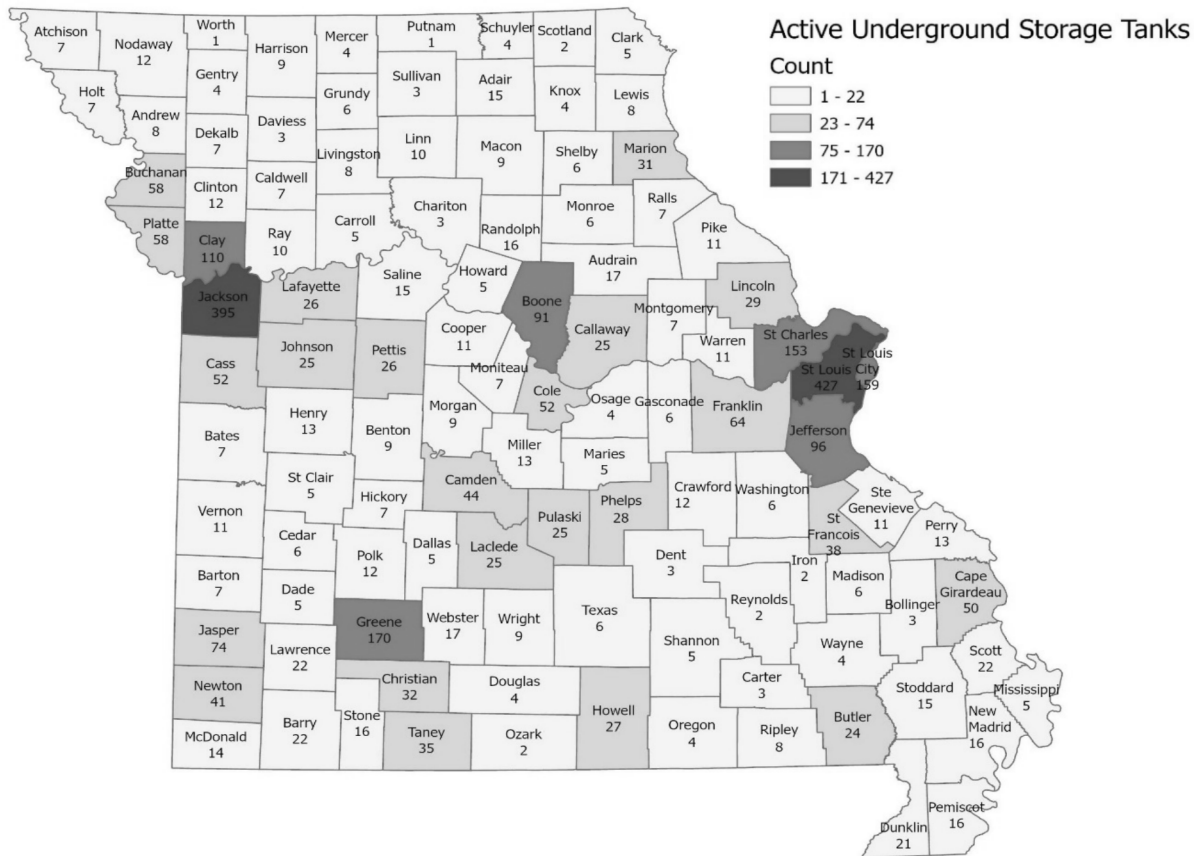 Active Underground Storage Tanks
Count
1 - 22
23 - 74
75 - 170
171 - 427
Atchison
7
Nodaway
12
Worth
1
Harrison
9
Mercer
4
Putnam
1
Schuyler
4
Scotland
2
Clark
5
Holt
7
Andrew
8
Gentry
4
Dekalb
7
Daviess
3
Grundy
6
Sullivan
3
Adair
15
Knox
4
Lewis
8
Livingston
8
Linn
10
Macon
9
Shelby
6
Marion
31
Buchanan
58
Clinton
12
Caldwell
7
Platte
58
Clay
110
Ray
10
Carroll
5
Chariton
3
Randolph
16
Monroe
6
Ralls
7
Pike
11
Audrain
17
Jackson
395
Lafayette
26
Saline
15
Howard
5
Boone
91
Callaway
25
Montgomery
7
Lincoln
29
Warren
11
St Charles
153
St Louis
City
159
St Louis
427
Cass
52
Johnson
25
Pettis
26
Cooper
11
Moniteau
7
Cole
52
Osage
4
Gasconade
6
Franklin
64
Jefferson
96
Bates
7
Henry
13
Benton
9
Morgan
9
Miller
13
Maries
5
St Clair
5
Hickory
7
Camden
44
Pulaski
25
Phelps
28
Crawford
12
Washington
6
St
Francois
38
Ste
Genevieve
11
Perry
13
Vernon
11
Cedar
6
Polk
12
Dallas
5
Laclede
25
Dent
3
Iron
2
Madison
6
Bollinger
3
Cape
Girardeau
50
Barton
7
Dade
5
Greene
170
Webster
17
Wright
9
Texas
6
Reynolds
2
Shannon
5
Wayne
4
Jasper
74
Lawrence
22
Christian
32
Douglas
4
Howell
27
Carter
3
Scott
22
Stoddard
15
Mississippi
5
Newton
41
McDonald
14
Barry
22
Stone
16
Taney
35
Ozark
2
Oregon
4
Ripley
8
Butler
24
New
Madrid
16
Pemiscot
16
Dunklin
21